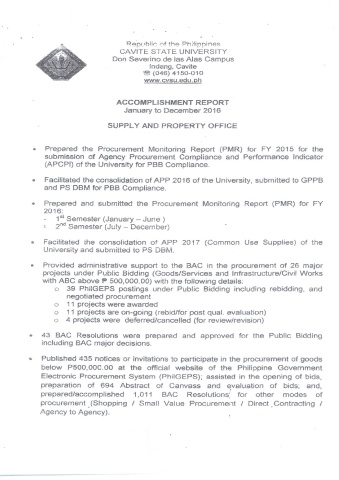 Republic of the Philippines
CAVITE STATE UNIVERSITY
Don Severino de las Alas Campus
Indang, Cavite
☏ (046) 4150-010
www.cvsu.edu.ph
ACCOMPLISHMENT REPORT
January to December 2016
SUPPLY AND PROPERTY OFFICE
• Prepared the Procurement Monitoring Report (PMR) for FY 2015 for the
submission of Agency Procurement Compliance and Performance Indicator
(APCPI) of the University for PBB Compliance.
• Facilitated the consolidation of APP 2016 of the University, submitted to GPPB
and PS DBM for PBB Compliance.
• Prepared and submitted the Procurement Monitoring Report (PMR) for FY
2016:
- 1st Semester (January – June )
- 2nd Semester (July – December)
• Facilitated the consolidation of APP 2017 (Common Use Supplies) of the
University and submitted to PS DBM.
• Provided administrative support to the BAC in the procurement of 26 major
projects under Public Bidding (Goods/Services and Infrastructure/Civil Works
with ABC above ₱ 500,000.00) with the following details:
o 39 PhilGEPS postings under Public Bidding including rebidding, and
negotiated procurement
o 11 projects were awarded
o 11 projects are on-going (rebid/for post qual. evaluation)
o 4 projects were deferred/cancelled (for review/revision)
• 43 BAC Resolutions were prepared and approved for the Public Bidding
including BAC major decisions.
• Published 435 notices or Invitations to participate in the procurement of goods
below ₱500,000.00 at the official website of the Philippine Government
Electronic Procurement System (PhilGEPS); assisted in the opening of bids,
preparation of 694 Abstract of Canvass and evaluation of bids; and,
prepared/accomplished 1,011 BAC Resolutions for other modes of
procurement (Shopping / Small Value Procurement / Direct Contracting /
Agency to Agency).